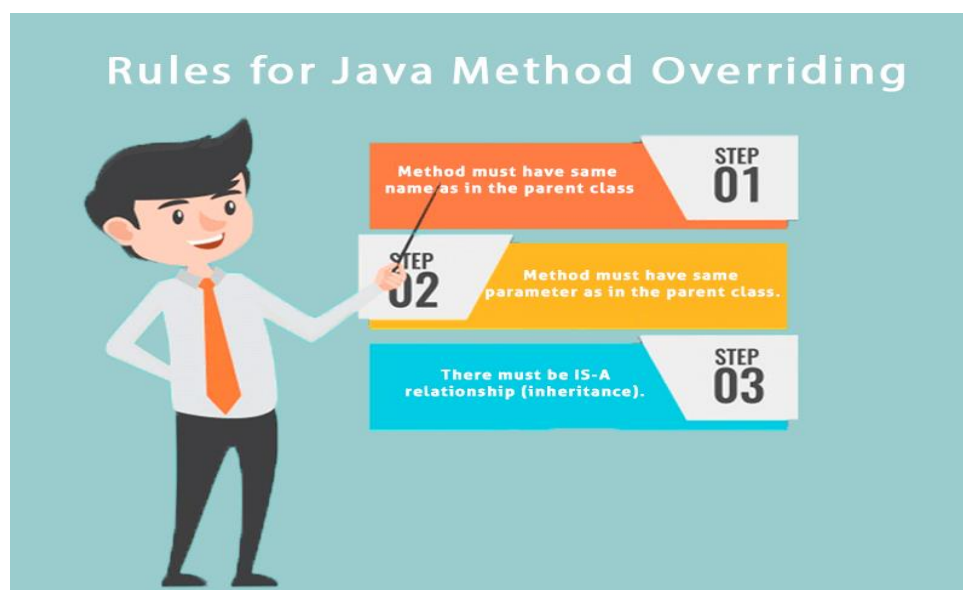 Rules for Java Method Overriding
Method must have same
name as in the parent class
STEP
01
STEP
02
Method must have same
parameter as in the parent class.
There must be IS-A
relationship (inheritance).
STEP
03